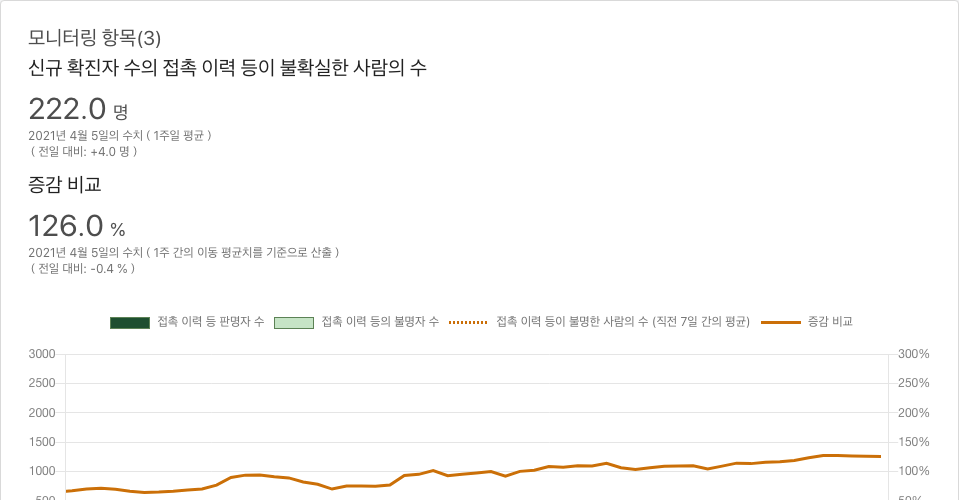 모니터링 항목(3)
신규 확진자 수의 접촉 이력 등이 불확실한 사람의 수
222.0 명
2021년 4월 5일의 수치 ( 1주일 평균 )
( 전일 대비: +4.0 명 )
증감 비교
126.0 %
2021년 4월 5일의 수치 ( 1주 간의 이동 평균치를 기준으로 산출 )
( 전일 대비: -0.4 % )
접촉 이력 등 판명자 수 접촉 이력 등의 불명자 수 접촉 이력 등이 불명한 사람의 수 (직전 7일 간의 평균) 증감 비교
3000 300%
2500 250%
2000 200%
1500 150%
1000 100%
500 50%